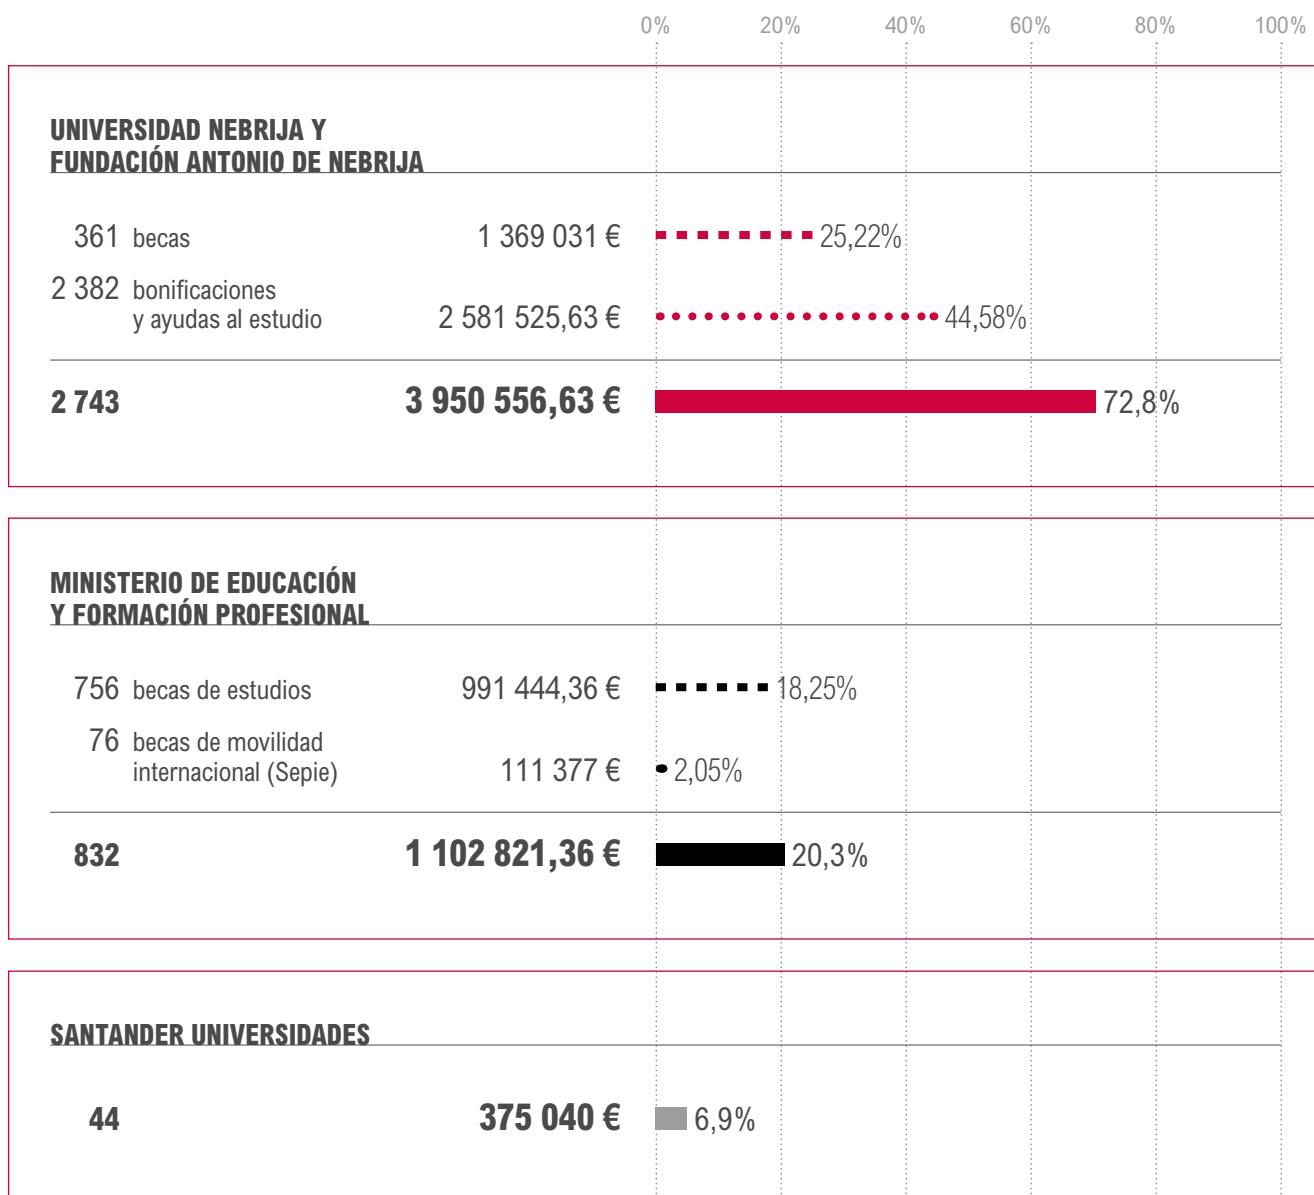 0% 20% 40% 60% 80% 100%
UNIVERSIDAD NEBRIJA Y
FUNDACIÓN ANTONIO DE NEBRIJA
361 becas 1 369 031 € 25,22%
2 382 bonificaciones
y ayudas al estudio 2 581 525,63 € 44,58%
2 743 3 950 556,63 € 72,8%
MINISTERIO DE EDUCACIÓN
Y FORMACIÓN PROFESIONAL
756 becas de estudios 991 444,36 € 18,25%
76 becas de movilidad
internacional (Sepie) 111 377 € 2,05%
832 1 102 821,36 € 20,3%
SANTANDER UNIVERSIDADES
44 375 040 € 6,9%